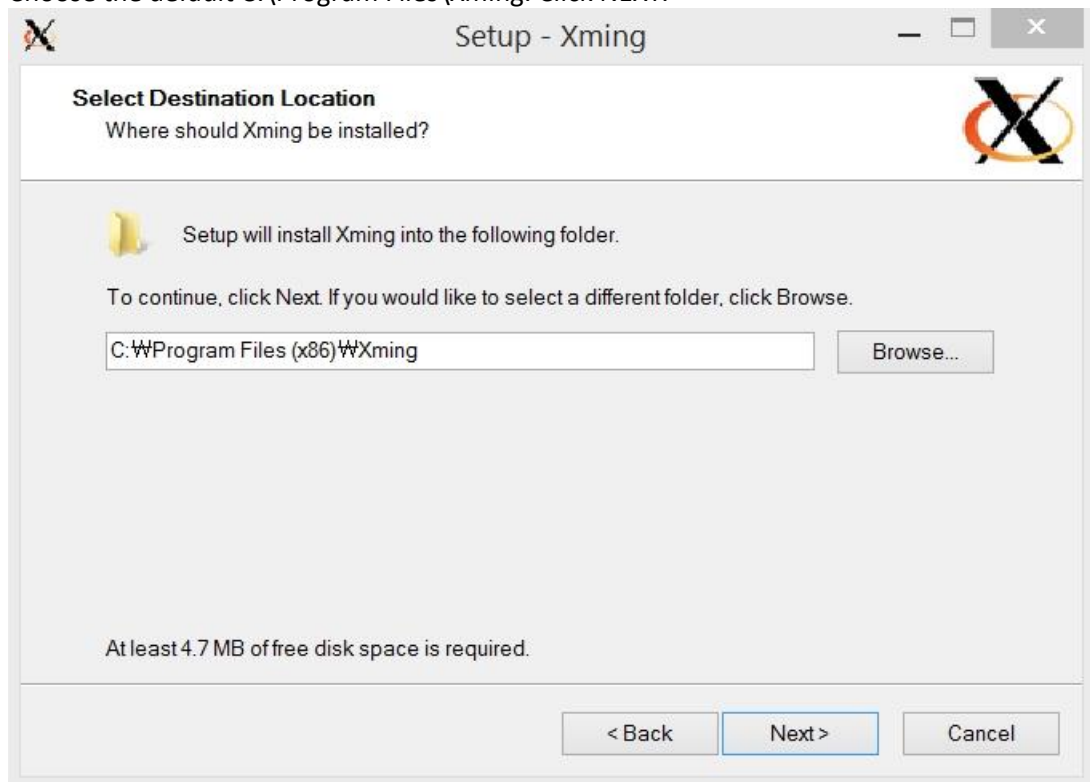 Setup - Xming
Select Destination Location
Where should Xming be installed?
Setup will install Xming into the following folder.
To continue, click Next. If you would like to select a different folder, click Browse.
C:₩Program Files (x86)₩Xming
Browse...
At least 4.7 MB of free disk space is required.
< Back
Next >
Cancel